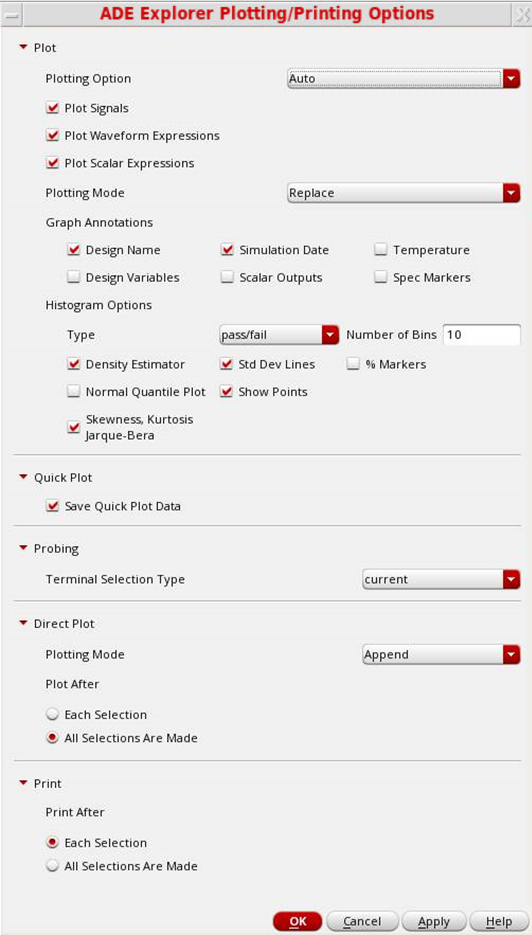 ADE Explorer Plotting/Printing Options
Plot
Plotting Option Auto
Plot Signals
Plot Waveform Expressions
Plot Scalar Expressions
Plotting Mode Replace
Graph Annotations
Design Name Simulation Date Temperature
Design Variables Scalar Outputs Spec Markers
Histogram Options
Type pass/fail Number of Bins 10
Density Estimator Std Dev Lines % Markers
Normal Quantile Plot Show Points
Skewness, Kurtosis
Jarque-Bera
Quick Plot
Save Quick Plot Data
Probing
Terminal Selection Type current
Direct Plot
Plotting Mode Append
Plot After
Each Selection
All Selections Are Made
Print
Print After
Each Selection
All Selections Are Made
OK Cancel Apply Help